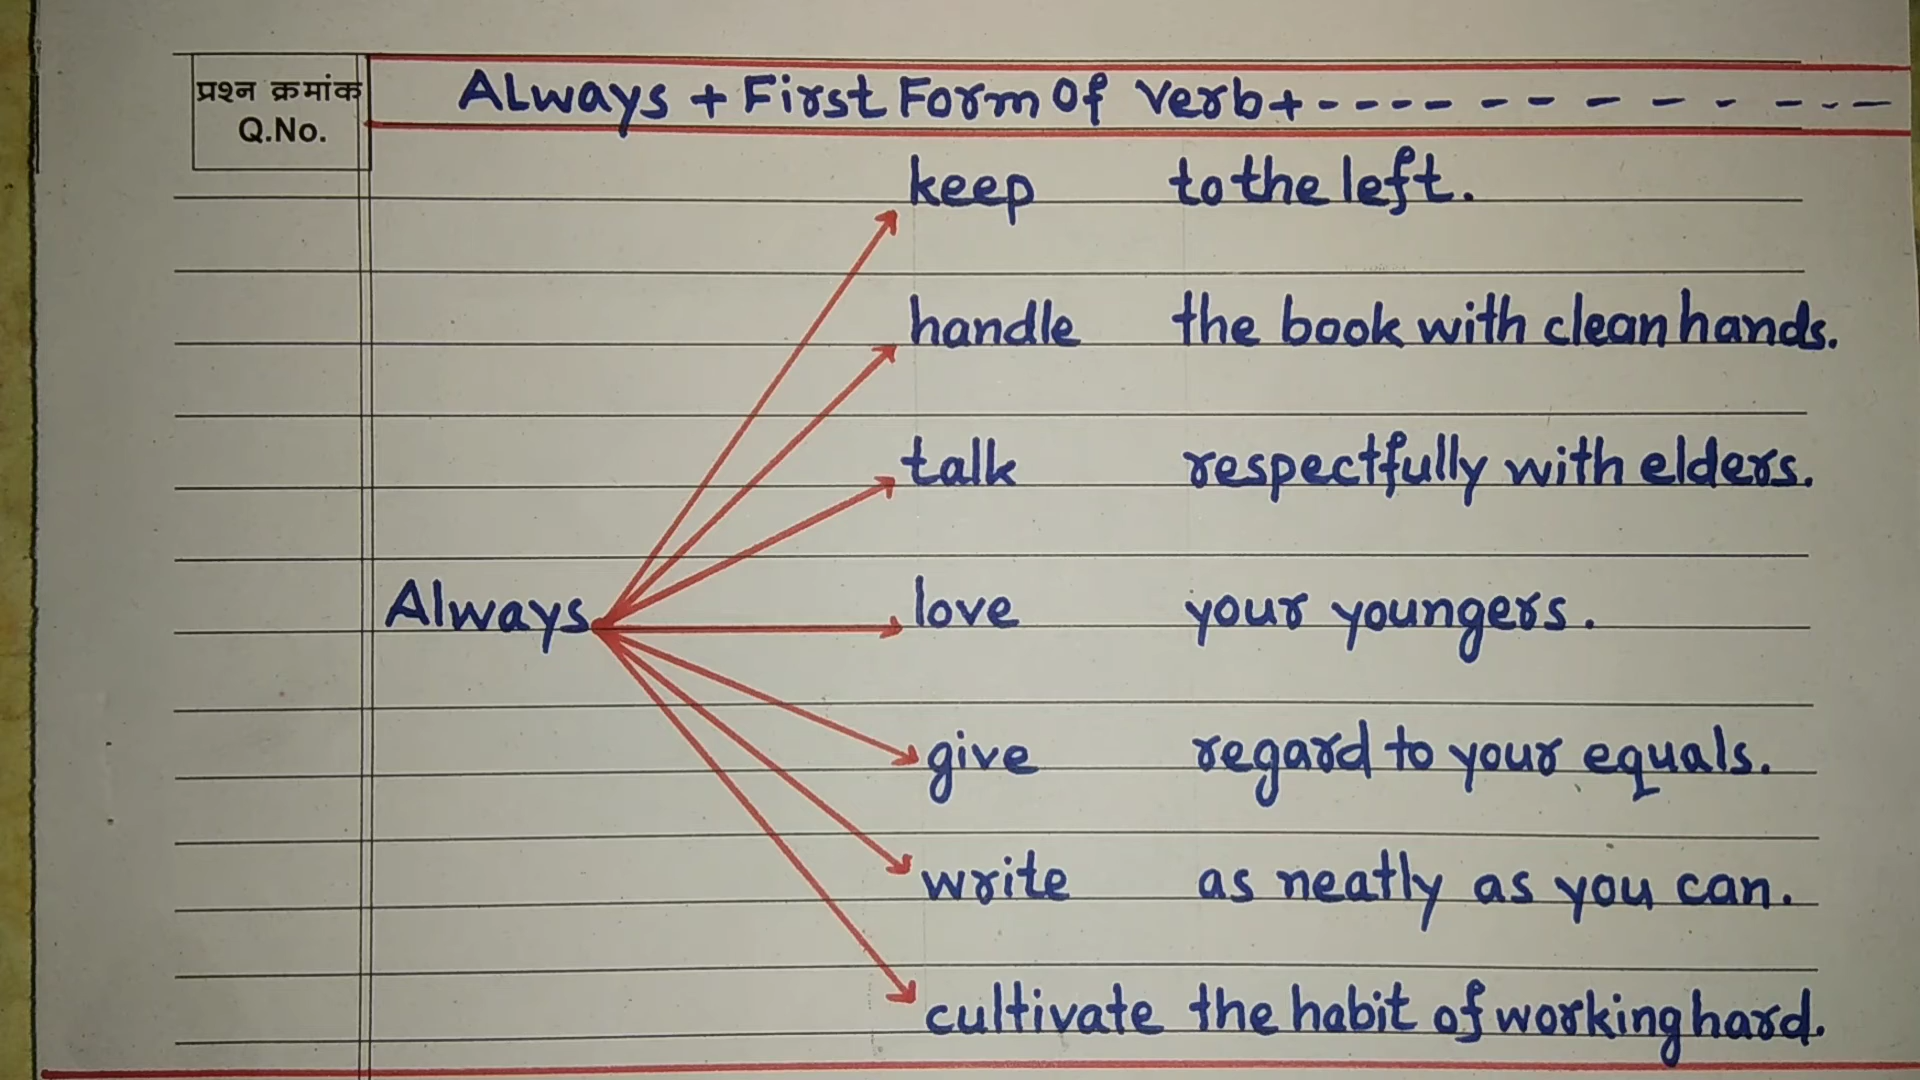 प्रश्न क्रमांक
Q.No.
Always + First Form Of Verb + - - - - - - - - - - - - -
keep to the left.
handle the book with clean hands.
talk respectfully with elders.
Always love your youngers.
give regard to your equals.
write as neatly as you can.
cultivate the habit of working hard.